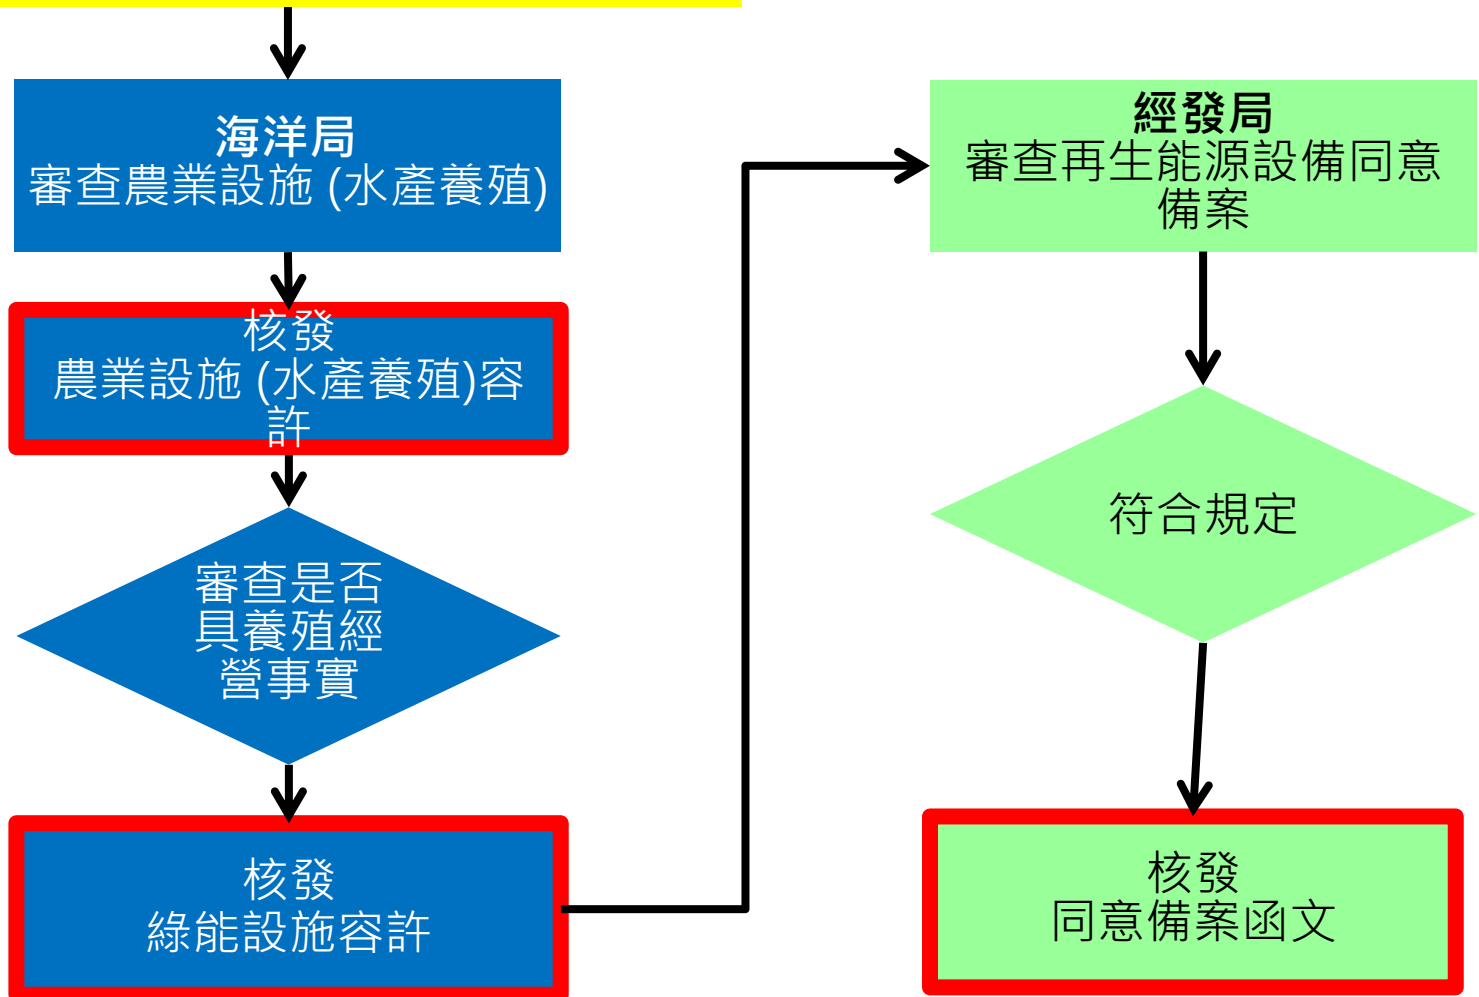 海洋局
審查農業設施 (水產養殖)
核發
農業設施 (水產養殖)容
許
審查是否
具養殖經
營事實
核發
綠能設施容許
經發局
審查再生能源設備同意
備案
符合規定
核發
同意備案函文